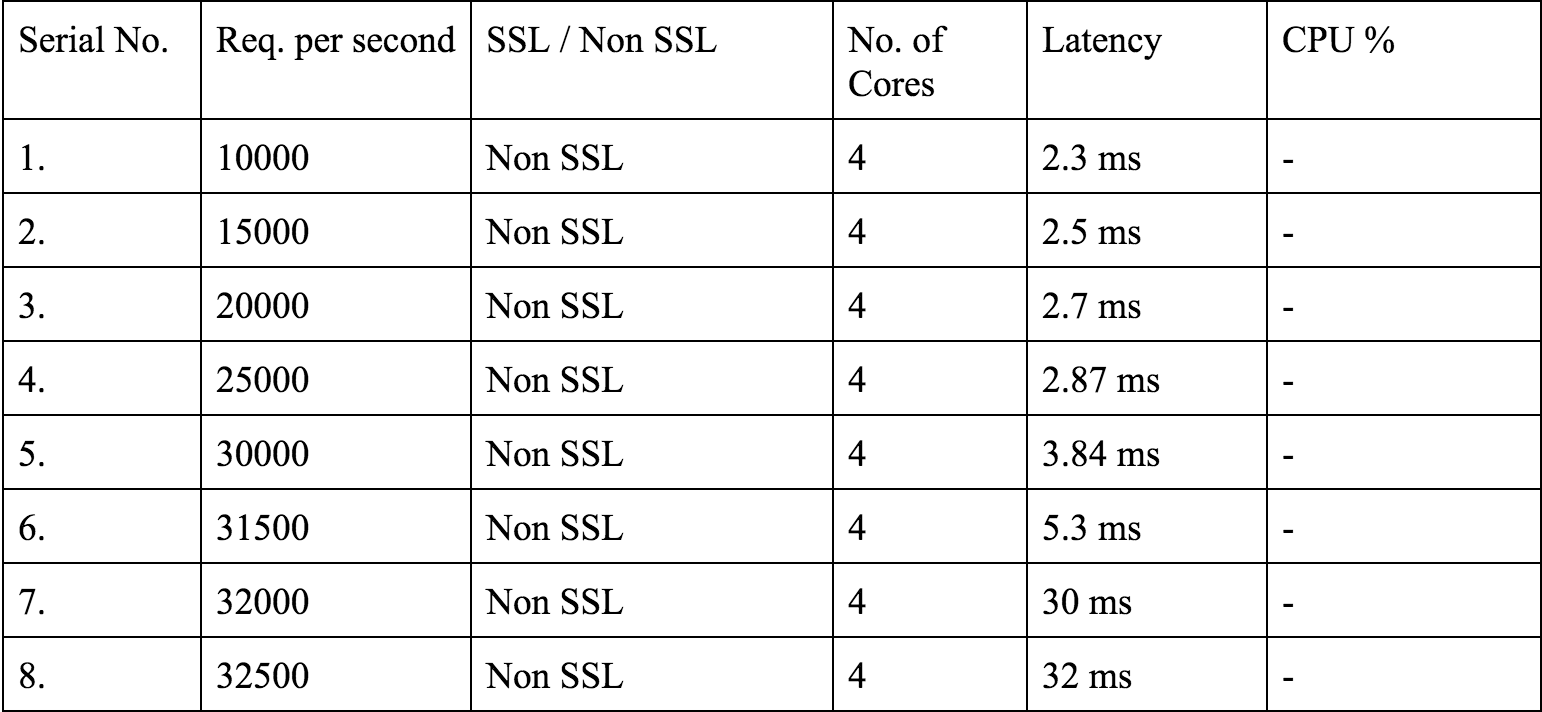 Serial No. Req. per second SSL / Non SSL No. of Cores Latency CPU %
1. 10000 Non SSL 4 2.3 ms -
2. 15000 Non SSL 4 2.5 ms -
3. 20000 Non SSL 4 2.7 ms -
4. 25000 Non SSL 4 2.87 ms -
5. 30000 Non SSL 4 3.84 ms -
6. 31500 Non SSL 4 5.3 ms -
7. 32000 Non SSL 4 30 ms -
8. 32500 Non SSL 4 32 ms -